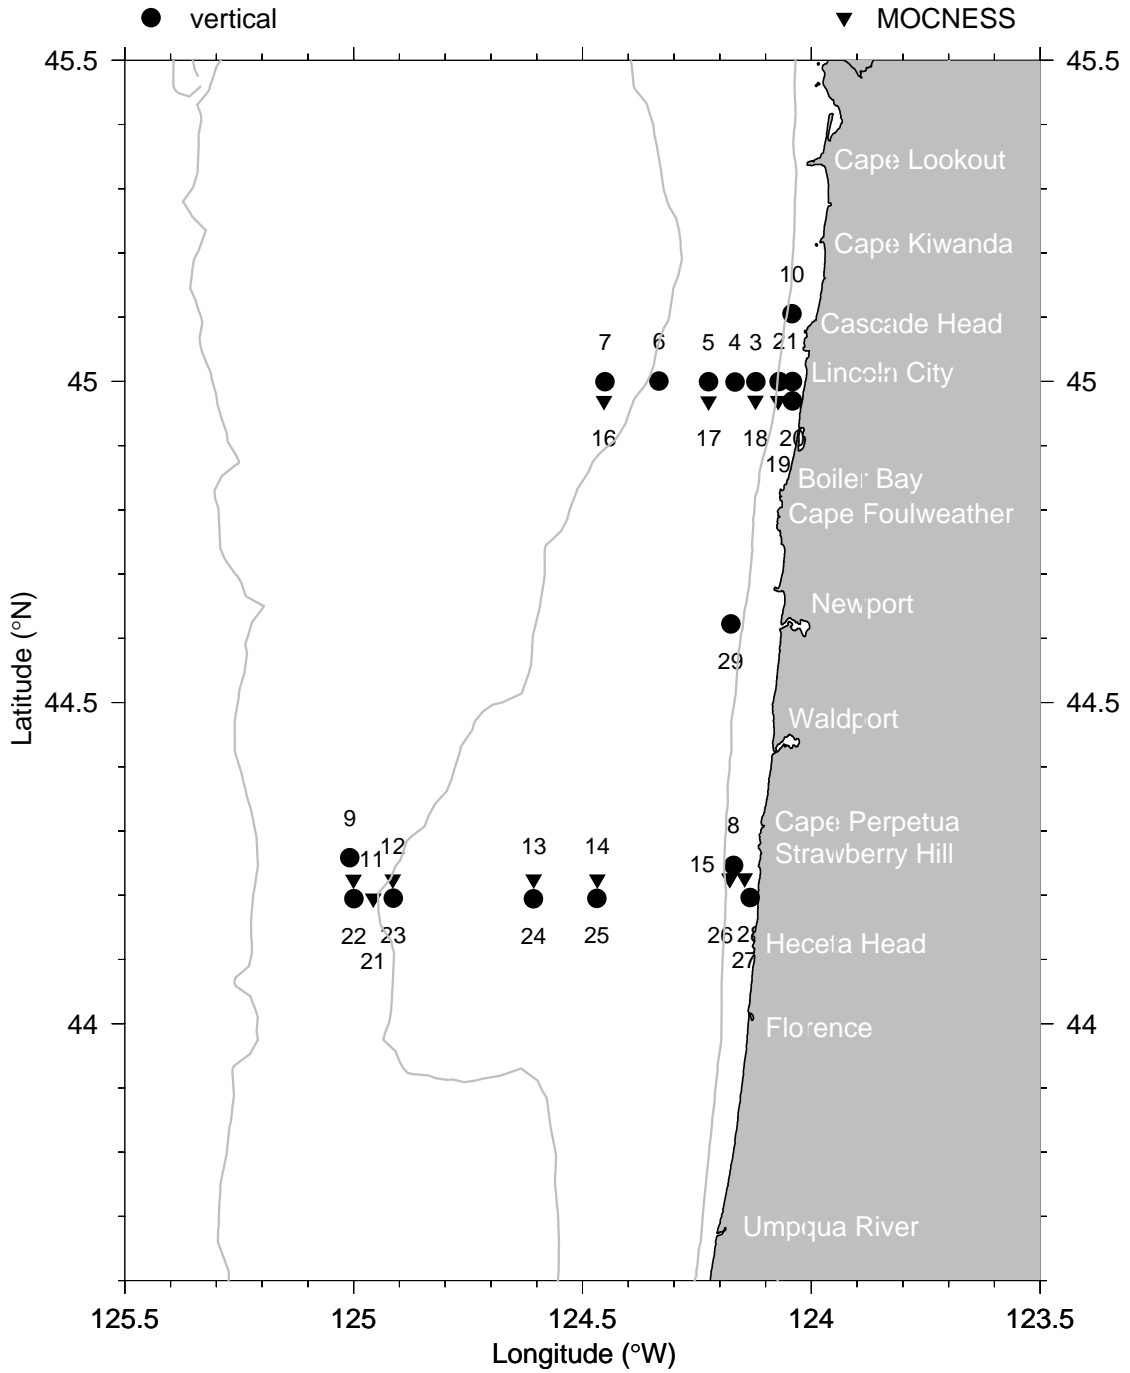 vertical MOCNESS
45.5 45.5
Cape Lookout
Cape Kiwanda
10
Cascade Head
7 6 5 4 3 21
Lincoln City
45 45
16 17 18 20
19
Boiler Bay
Cape Foulweather
Newport
29
44.5 44.5
Waldport
9 8 Cape Perpetua
11 12 13 14 15 Strawberry Hill
22 23 24 25 26 28
Heceta Head
21 27
44 44
Florence
Umpqua River
125.5 125 124.5 124 123.5
Longitude (°W)
Latitude (°N)